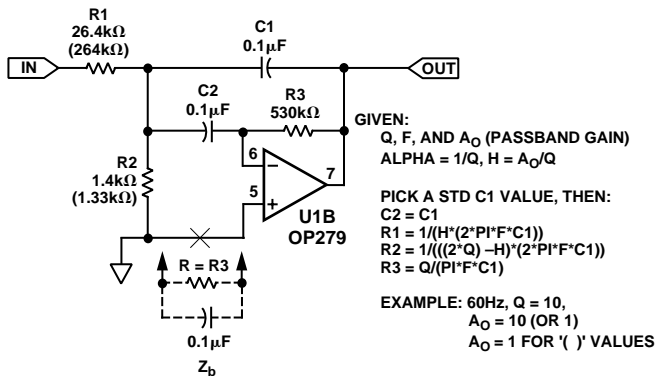 R1
26.4kΩ
(264kΩ)
IN
C1
0.1µF
OUT
C2
0.1µF
R3
530kΩ
R2
1.4kΩ
(1.33kΩ)
6
−
5
+
7
U1B
OP279
R = R3
0.1µF
Zb
GIVEN:
Q, F, AND AO (PASSBAND GAIN)
ALPHA = 1/Q, H = AO/Q
PICK A STD C1 VALUE, THEN:
C2 = C1
R1 = 1/(H*(2*PI*F*C1))
R2 = 1/(((2*Q) –H)*(2*PI*F*C1))
R3 = Q/(PI*F*C1)
EXAMPLE: 60Hz, Q = 10,
AO = 10 (OR 1)
AO = 1 FOR '( )' VALUES